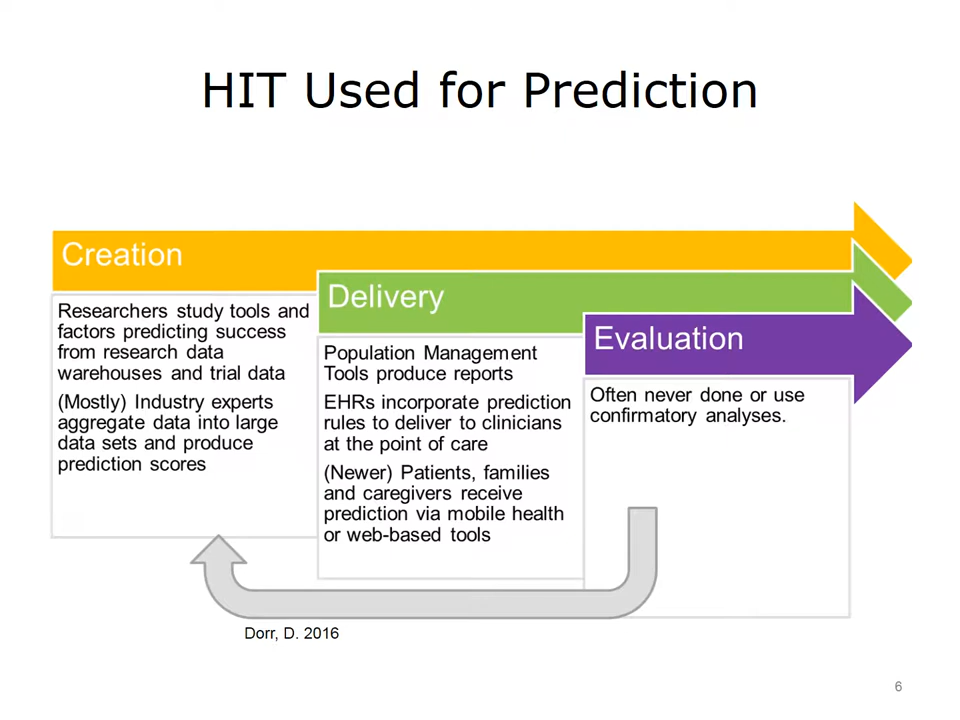 HIT Used for Prediction
Creation
Researchers study tools and
factors predicting success
from research data
warehouses and trial data
(Mostly) Industry experts
aggregate data into large
data sets and produce
prediction scores
Delivery
Population Management
Tools produce reports
EHRs incorporate prediction
rules to deliver to clinicians
at the point of care
(Newer) Patients, families
and caregivers receive
prediction via mobile health
or web-based tools
Evaluation
Often never done or use
confirmatory analyses.
Dorr, D. 2016
6